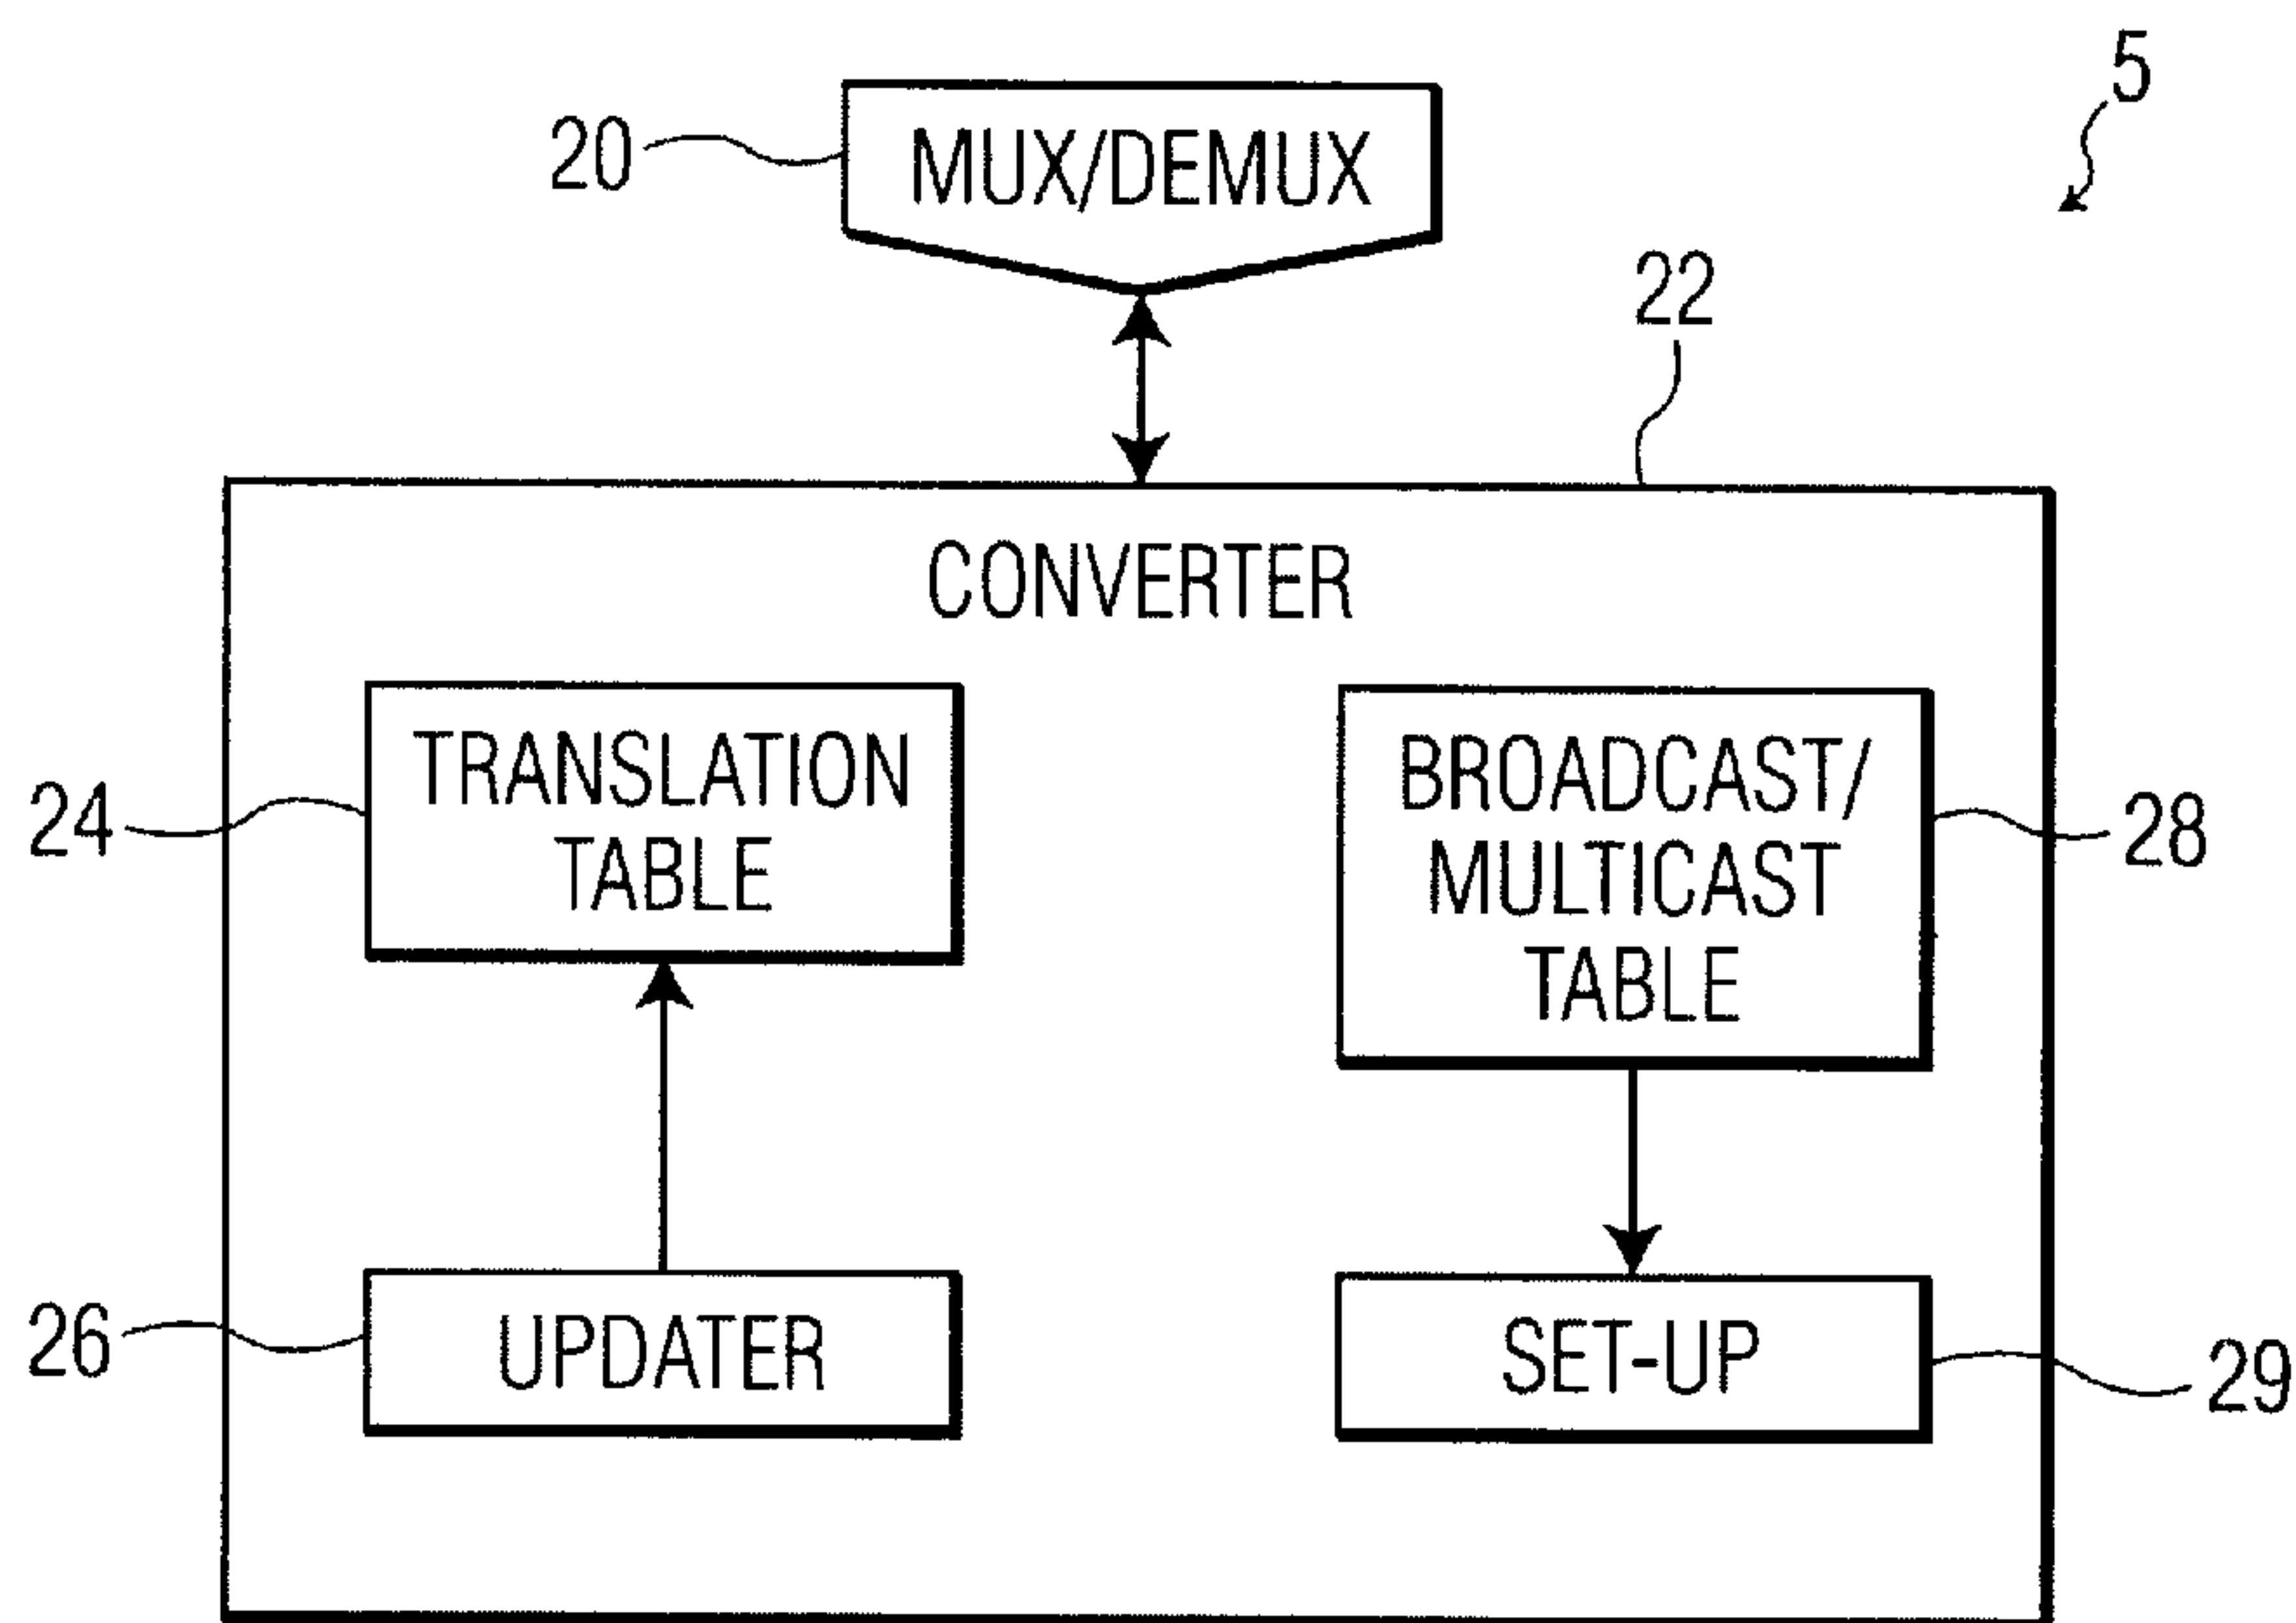 5
20
MUX/DEMUX
22
CONVERTER
24
TRANSLATION
TABLE
BROADCAST/
MULTICAST
TABLE
28
26
UPDATER
SET-UP
29